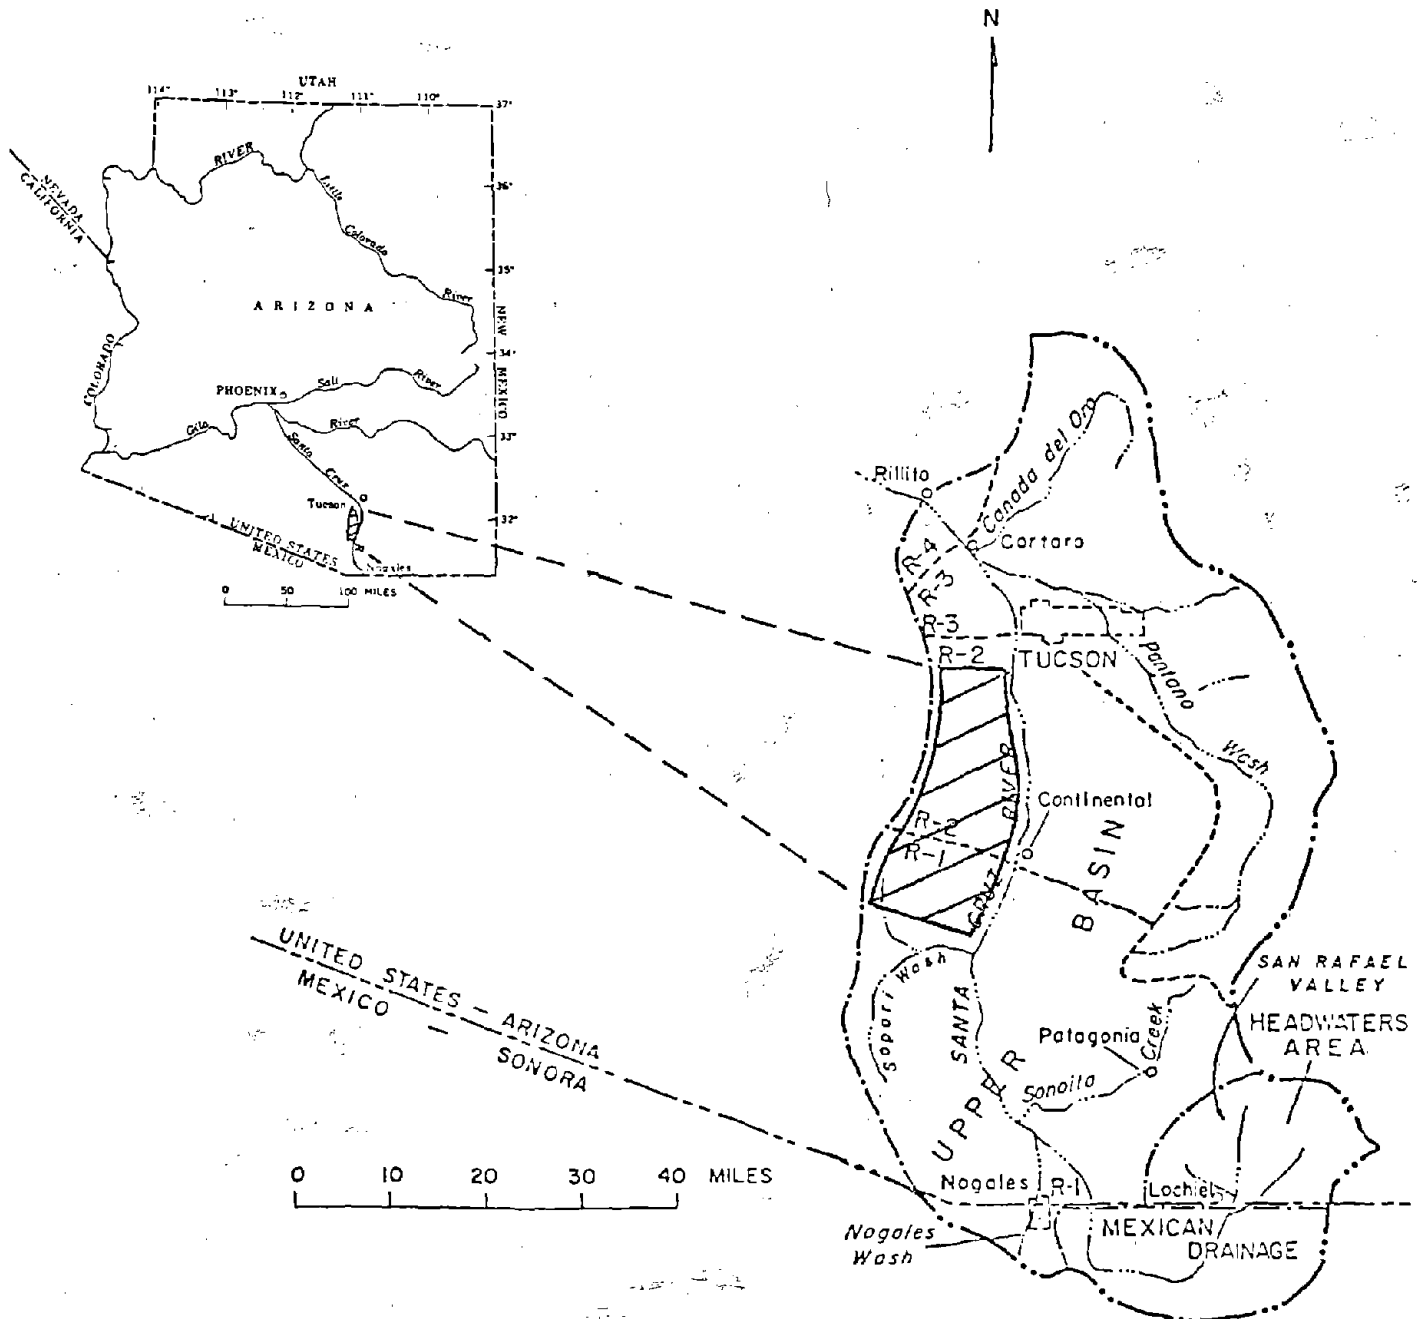 N
UTAH
114°
113°
112°
111°
110°
37°
RIVER
Little
36°
NEVADA
CALIFORNIA
Colorado
35°
River
ARIZONA
NEW MEXICO
34°
COLORADO
PHOENIX
Salt
River
Gila
River
33°
Santa
Cruz
Tucson
32°
UNITED STATES
MEXICO
Nogales
0 50 100 MILES
Canada del Oro
Rillito
Cortaro
R-4
R-3
R-3
R-2
TUCSON
Pantano
Wash
RIVER
Continental
R-2
R-1
BASIN
CRUZ
Sopori Wash
SANTA
SAN RAFAEL
VALLEY
HEADWATERS
AREA
Patagonia
Creek
Sonoita
UPPER
UNITED STATES — ARIZONA
MEXICO — SONORA
0 10 20 30 40 MILES
Nogales
R-1
Lochiel
Nogales
Wash
MEXICAN
DRAINAGE